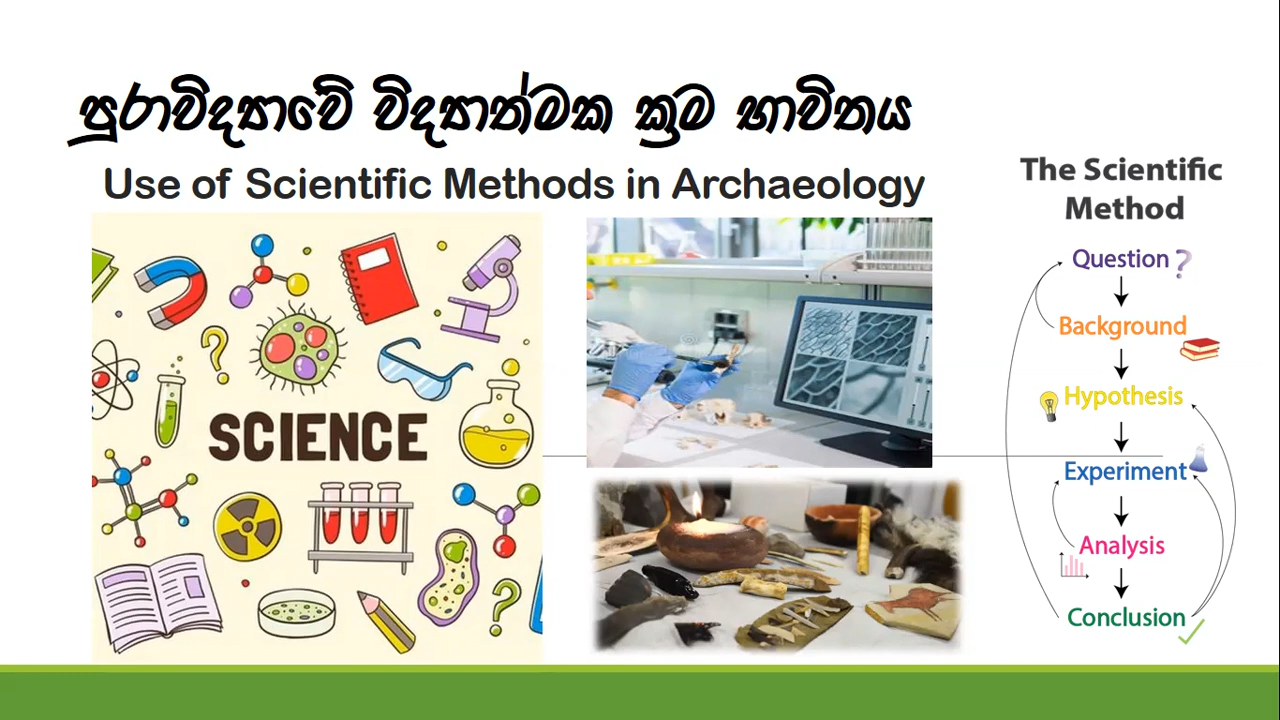 පුරාවිද්‍යාවේ විද්‍යාත්මක ක්‍රම භාවිතය
Use of Scientific Methods in Archaeology
SCIENCE
The Scientific
Method
Question
Background
Hypothesis
Experiment
Analysis
Conclusion